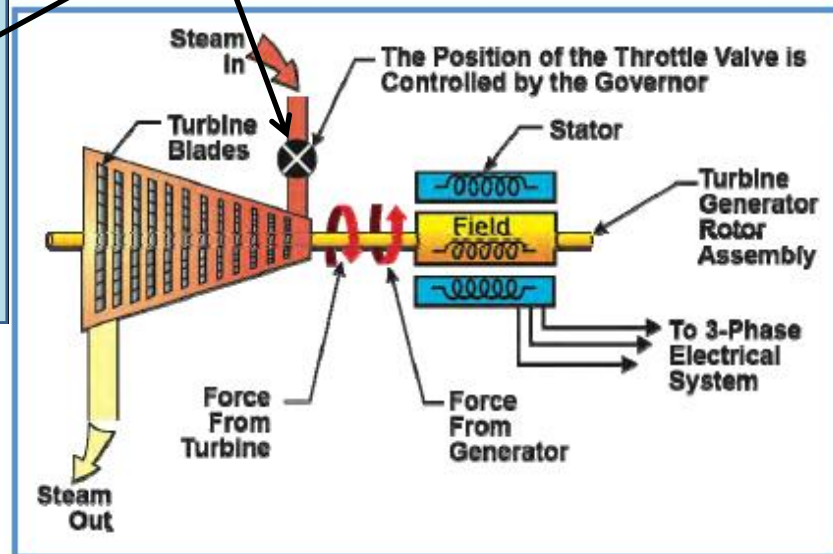 Steam
In
The Position of the Throttle Valve is
Controlled by the Governor
Turbine
Blades
Stator
Turbine
Generator
Rotor
Assembly
Field
To 3-Phase
Electrical
System
Force
From
Turbine
Force
From
Generator
Steam
Out